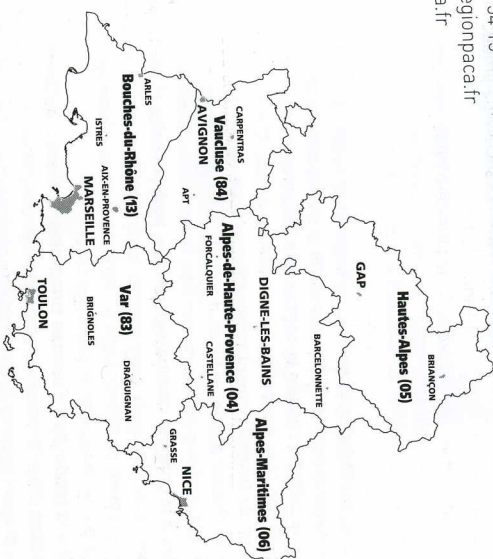 egionpaca.fr
a.fr
BRIANÇON
Hautes-Alpes (05)
GAP
BARCELONNETTE
DIGNE-LES-BAINS
Alpes-Maritimes (06)
CARPENTRAS
Alpes-de-Haute-Provence (04)
Vaucluse (84)
FORCALQUIER
CASTELLANE
AVIGNON
NICE
APT
GRASSE
ARLES
Bouches-du-Rhône (13)
Var (83)
DRAGUIGNAN
AIX-EN-PROVENCE
ISTRES
BRIGNOLES
MARSEILLE
TOULON